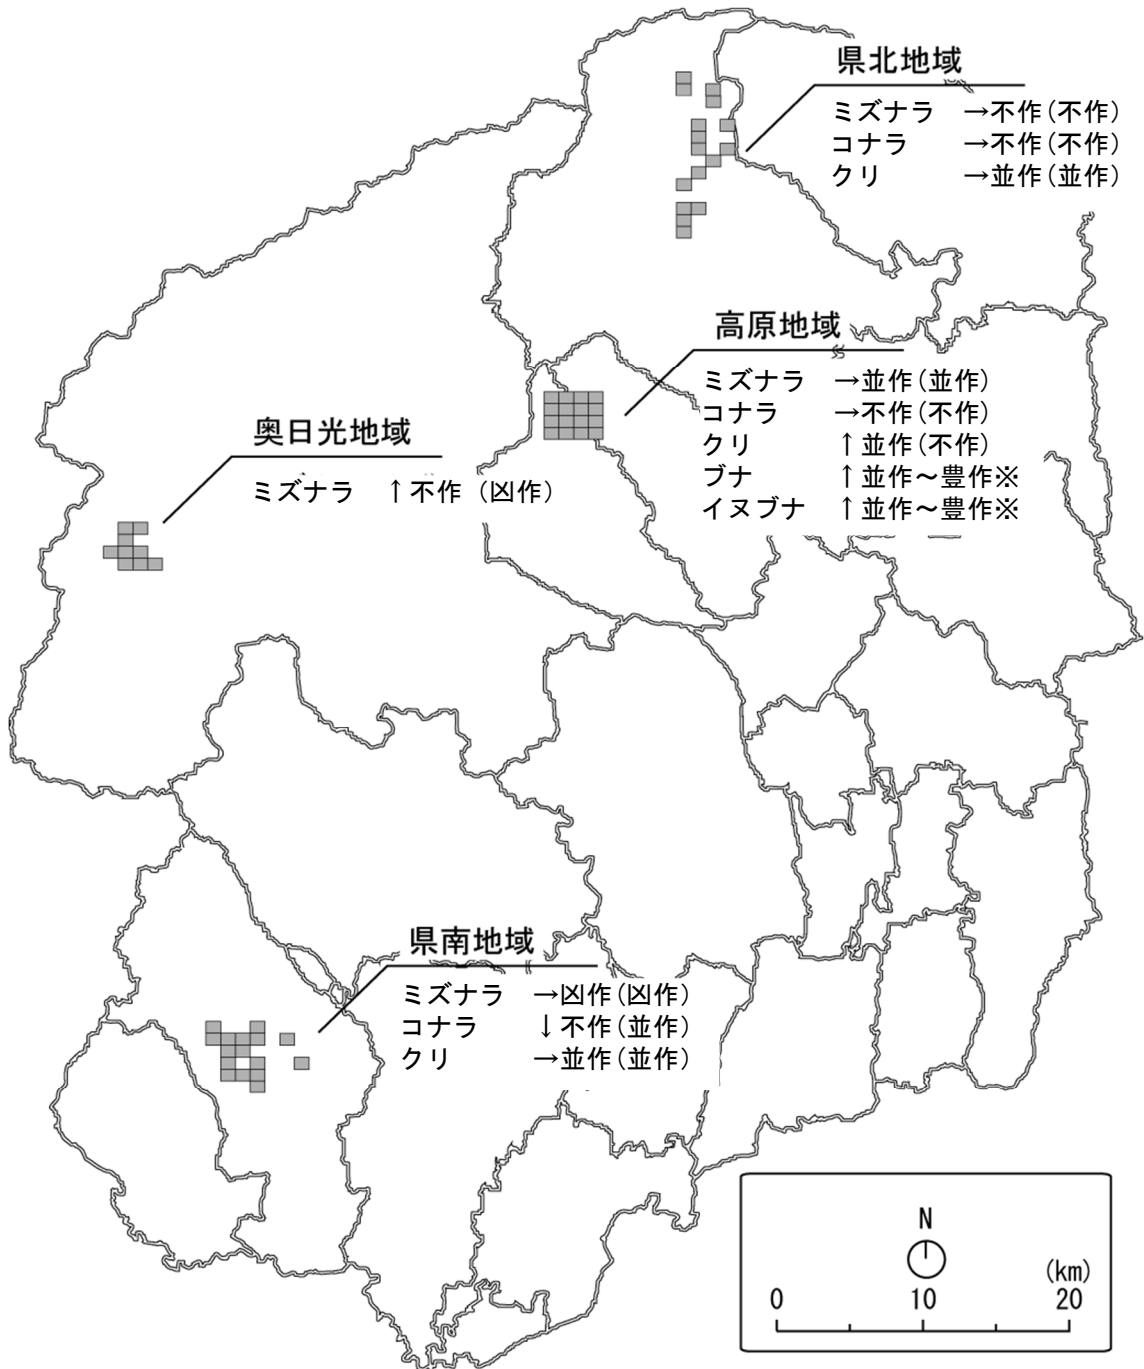 県北地域
ミズナラ →不作(不作)
コナラ →不作(不作)
クリ →並作(並作)
高原地域
ミズナラ →並作(並作)
コナラ →不作(不作)
クリ ↑並作(不作)
ブナ ↑並作～豊作※
イヌブナ ↑並作～豊作※
奥日光地域
ミズナラ ↑不作(凶作)
県南地域
ミズナラ →凶作(凶作)
コナラ ↓不作(並作)
クリ →並作(並作)
N
(km)
0 10 20